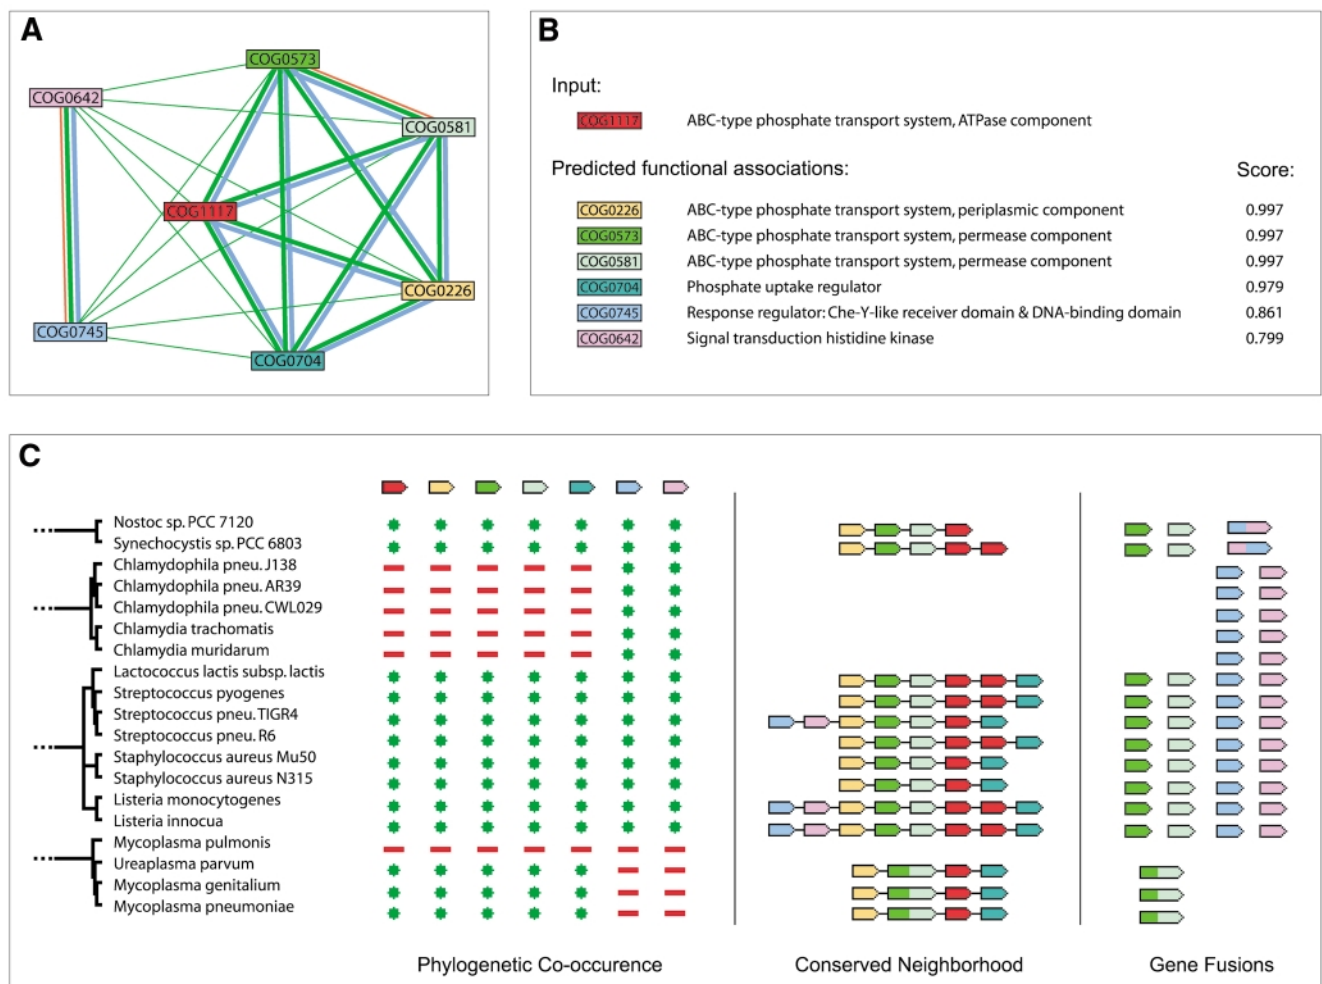 A
COG0573
COG0642
COG0581
COG1117
COG0226
COG0745
COG0704
B
Input:
COG1117 ABC-type phosphate transport system, ATPase component
Predicted functional associations: Score:
COG0226 ABC-type phosphate transport system, periplasmic component 0.997
COG0573 ABC-type phosphate transport system, permease component 0.997
COG0581 ABC-type phosphate transport system, permease component 0.997
COG0704 Phosphate uptake regulator 0.979
COG0745 Response regulator: Che-Y-like receiver domain & DNA-binding domain 0.861
COG0642 Signal transduction histidine kinase 0.799
C
Nostoc sp. PCC 7120
Synechocystis sp. PCC 6803
Chlamydophila pneu. J138
Chlamydophila pneu. AR39
Chlamydophila pneu. CWL029
Chlamydia trachomatis
Chlamydia muridarum
Lactococcus lactis subsp. lactis
Streptococcus pyogenes
Streptococcus pneu. TIGR4
Streptococcus pneu. R6
Staphylococcus aureus Mu50
Staphylococcus aureus N315
Listeria monocytogenes
Listeria innocua
Mycoplasma pulmonis
Ureaplasma parvum
Mycoplasma genitalium
Mycoplasma pneumoniae
Phylogenetic Co-occurence Conserved Neighborhood Gene Fusions